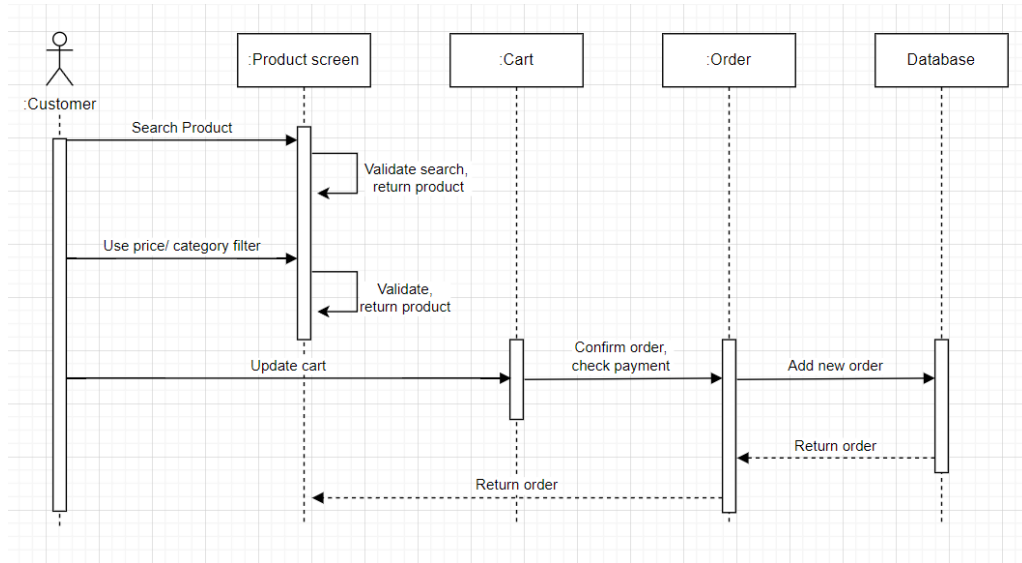 :Product screen
:Cart
:Order
Database
:Customer
Search Product
Validate search,
return product
Use price/ category filter
Validate,
return product
Update cart
Confirm order,
check payment
Add new order
Return order
Return order